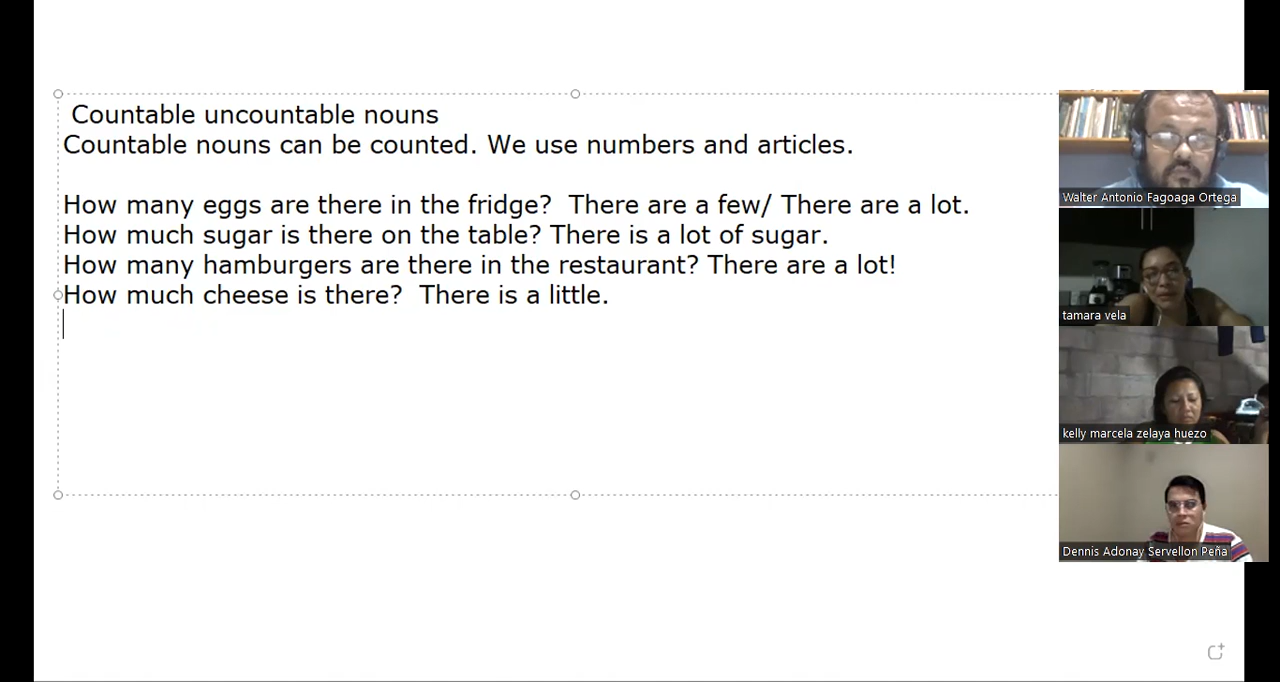 Countable uncountable nouns
Countable nouns can be counted. We use numbers and articles.
How many eggs are there in the fridge?  There are a few/ There are a lot.
How much sugar is there on the table? There is a lot of sugar.
How many hamburgers are there in the restaurant? There are a lot!
How much cheese is there?  There is a little.
Walter Antonio Fagoaga Ortega
tamara vela
kelly marcela zelaya huezo
Dennis Adonay Servellon Peña